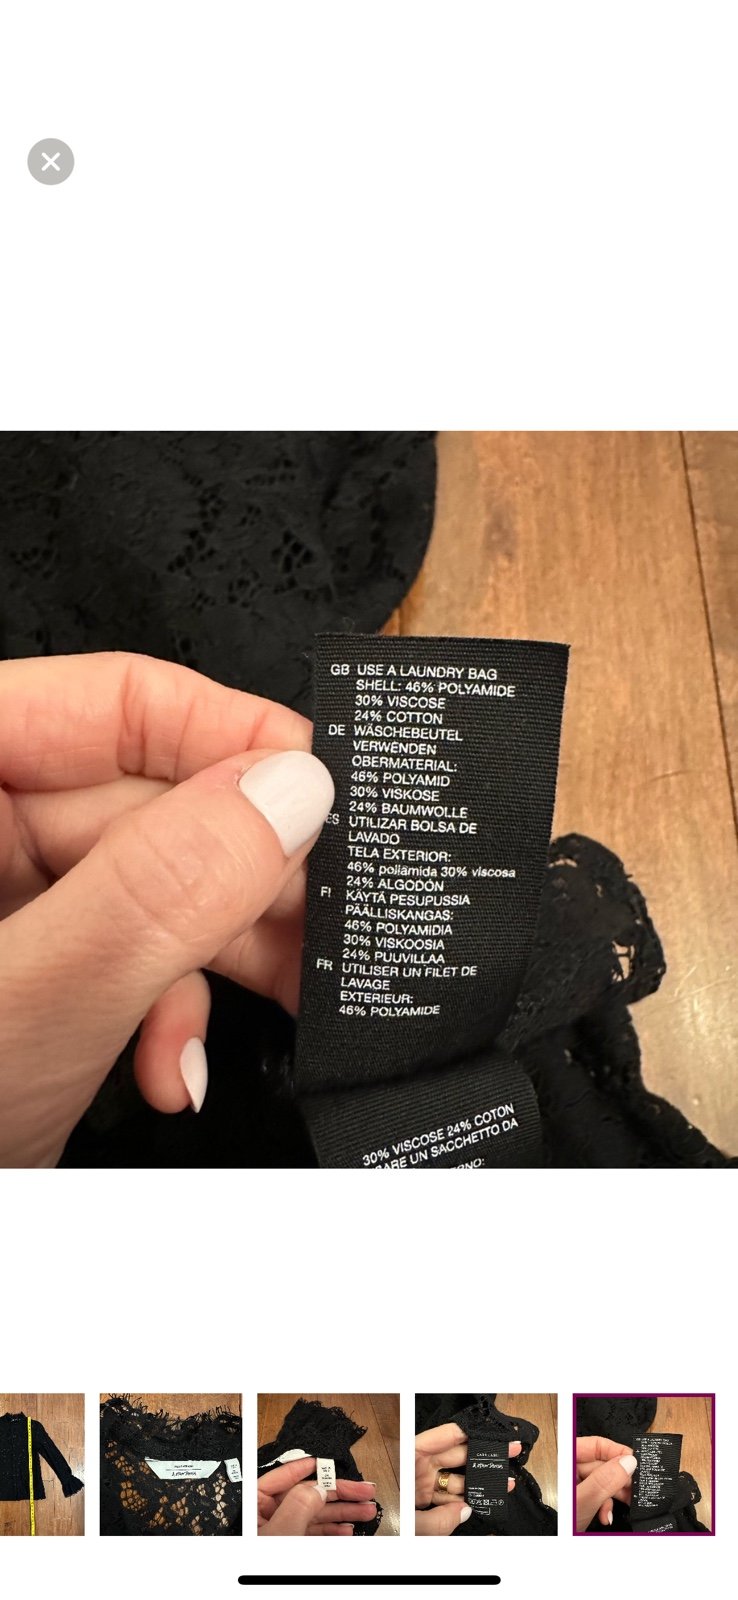 GB USE A LAUNDRY BAG
SHELL: 46% POLYAMIDE
30% VISCOSE
24% COTTON
DE WÄSCHEBEUTEL
VERWENDEN
OBERMATERIAL:
46% POLYAMID
30% VISKOSE
24% BAUMWOLLE
ES UTILIZAR BOLSA DE
LAVADO
TELA EXTERIOR:
46% poliamida 30% viscosa
24% ALGODÓN
FI KÄYTÄ PESUPUSSIA
PÄÄLLISKANGAS:
46% POLYAMIDIA
30% VISKOOSIA
24% PUUVILLAA
FR UTILISER UN FILET DE
LAVAGE
EXTERIEUR:
46% POLYAMIDE
30% VISCOSE 24% COTON
UN SACCHETTO DA